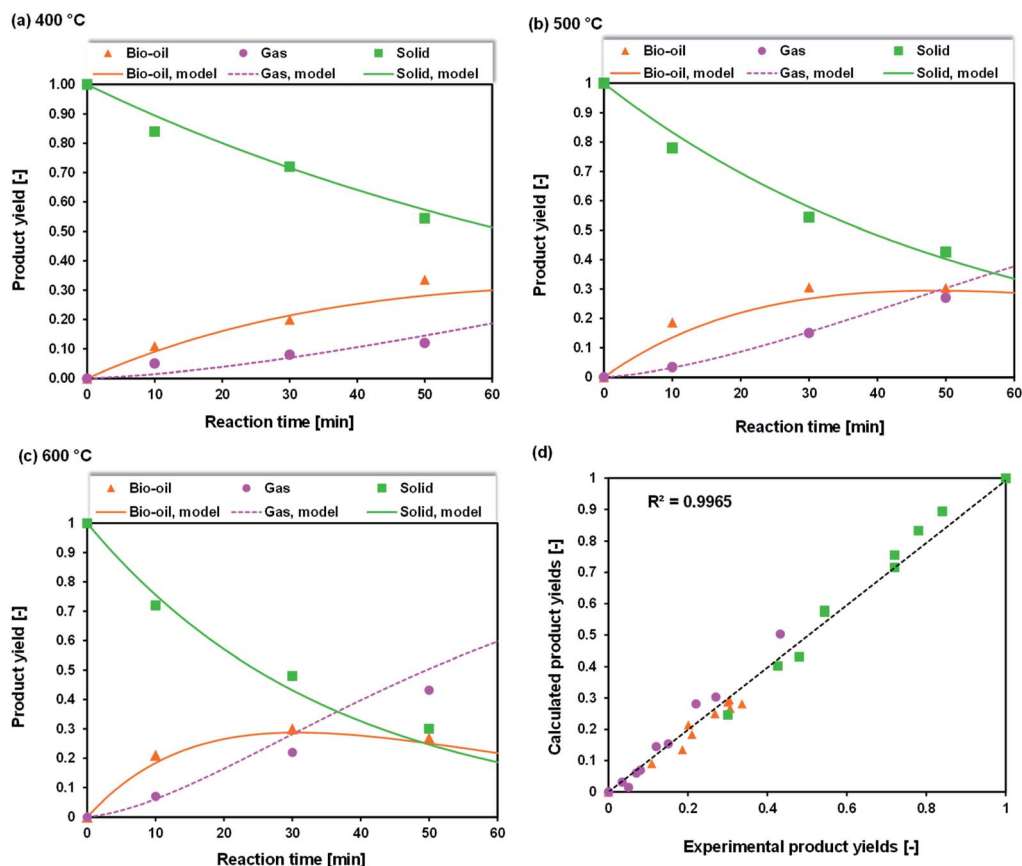 (a) 400 °C
Bio-oil Gas Solid
Bio-oil, model Gas, model Solid, model
1.00
0.90
0.80
0.70
0.60
0.50
0.40
0.30
0.20
0.10
0.00
Product yield [-]
0 10 20 30 40 50 60
Reaction time [min]
(b) 500 °C
Bio-oil Gas Solid
Bio-oil, model Gas, model Solid, model
1
0.9
0.8
0.7
0.6
0.5
0.4
0.3
0.2
0.1
0
Product yield [-]
0 10 20 30 40 50 60
Reaction time [min]
(c) 600 °C
Bio-oil Gas Solid
Bio-oil, model Gas, model Solid, model
1
0.9
0.8
0.7
0.6
0.5
0.4
0.3
0.2
0.1
0
Product yield [-]
0 10 20 30 40 50 60
Reaction time [min]
(d)
R² = 0.9965
1
0.9
0.8
0.7
0.6
0.5
0.4
0.3
0.2
0.1
0
Calculated product yields [-]
0 0.2 0.4 0.6 0.8 1
Experimental product yields [-]